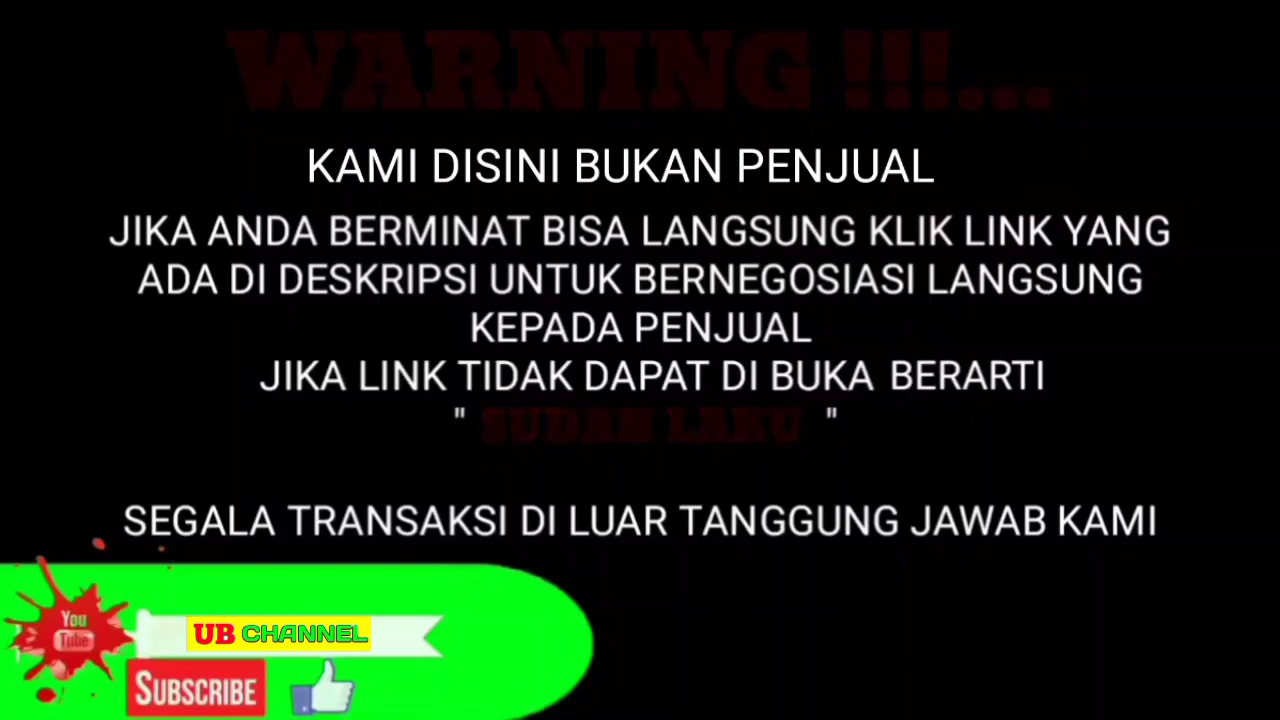 WARNING !!!...
KAMI DISINI BUKAN PENJUAL
JIKA ANDA BERMINAT BISA LANGSUNG KLIK LINK YANG
ADA DI DESKRIPSI UNTUK BERNEGOSIASI LANGSUNG
KEPADA PENJUAL
JIKA LINK TIDAK DAPAT DI BUKA BERARTI
" SUDAH LAKU "
SEGALA TRANSAKSI DI LUAR TANGGUNG JAWAB KAMI
You
Tube
UB CHANNEL
SUBSCRIBE